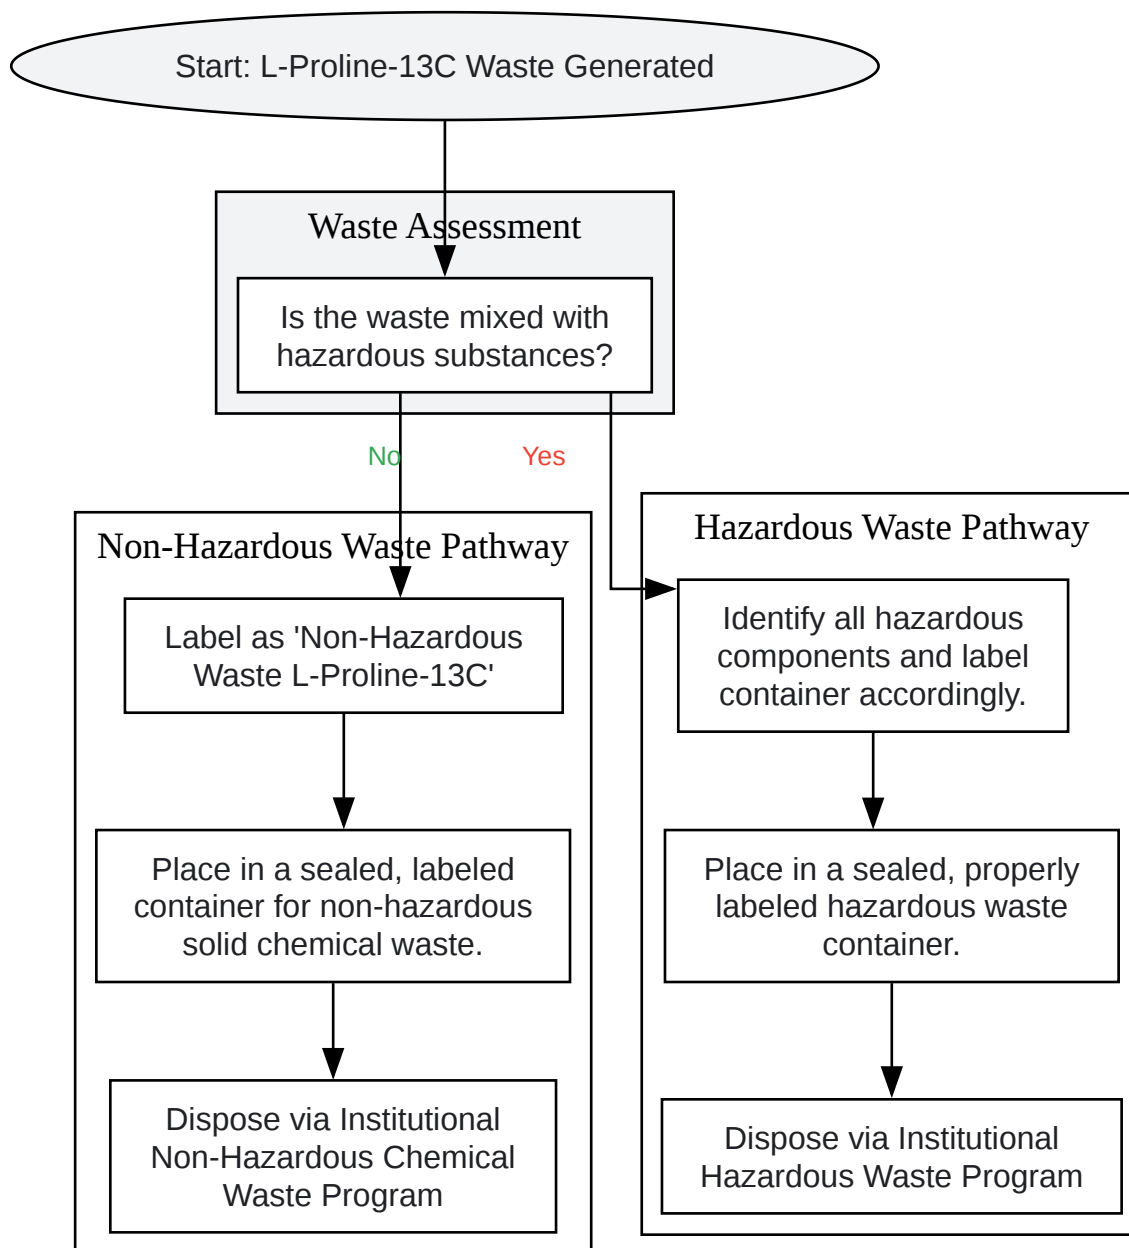 Start: L-Proline-13C Waste Generated
Waste Assessment
Is the waste mixed with
hazardous substances?
No
Yes
Non-Hazardous Waste Pathway
Label as 'Non-Hazardous
Waste L-Proline-13C'
Place in a sealed, labeled
container for non-hazardous
solid chemical waste.
Dispose via Institutional
Non-Hazardous Chemical
Waste Program
Hazardous Waste Pathway
Identify all hazardous
components and label
container accordingly.
Place in a sealed, properly
labeled hazardous waste
container.
Dispose via Institutional
Hazardous Waste Program